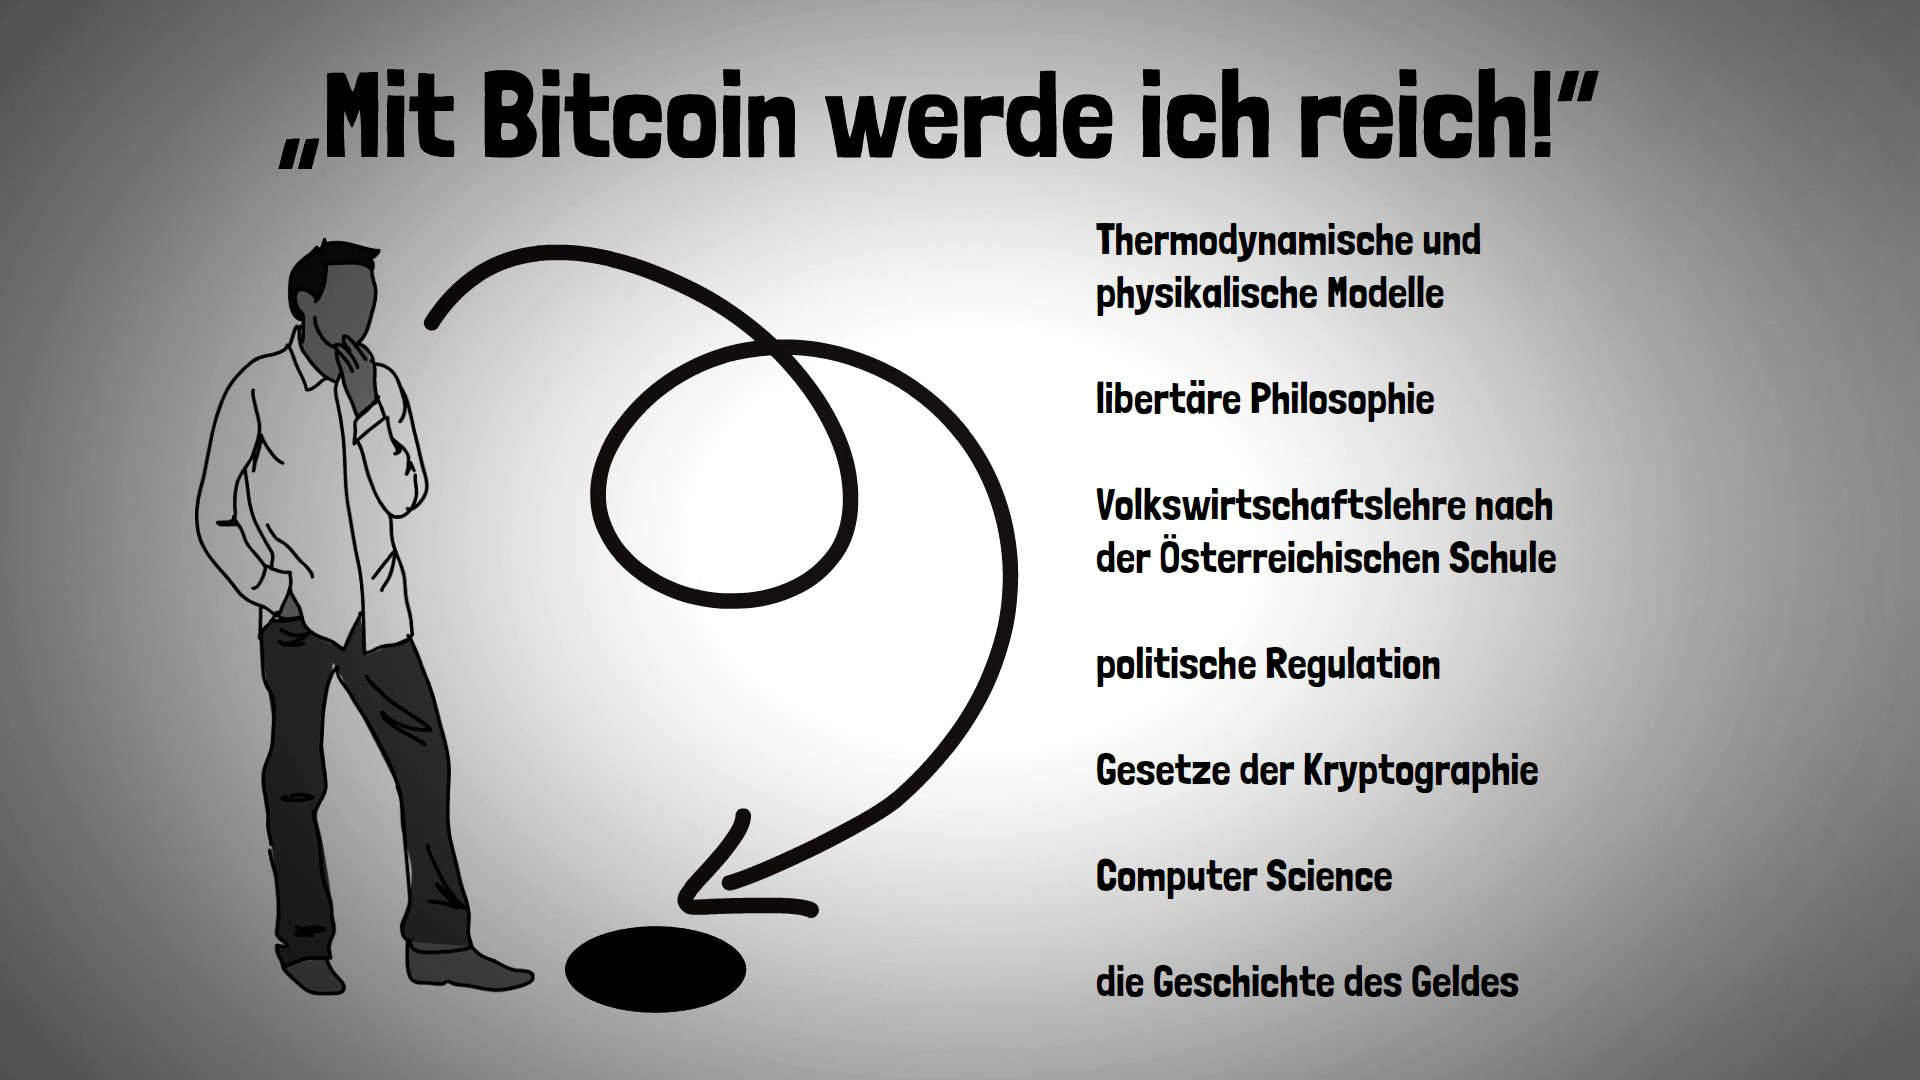 „Mit Bitcoin werde ich reich!“
Thermodynamische und
physikalische Modelle
libertäre Philosophie
Volkswirtschaftslehre nach
der Österreichischen Schule
politische Regulation
Gesetze der Kryptographie
Computer Science
die Geschichte des Geldes